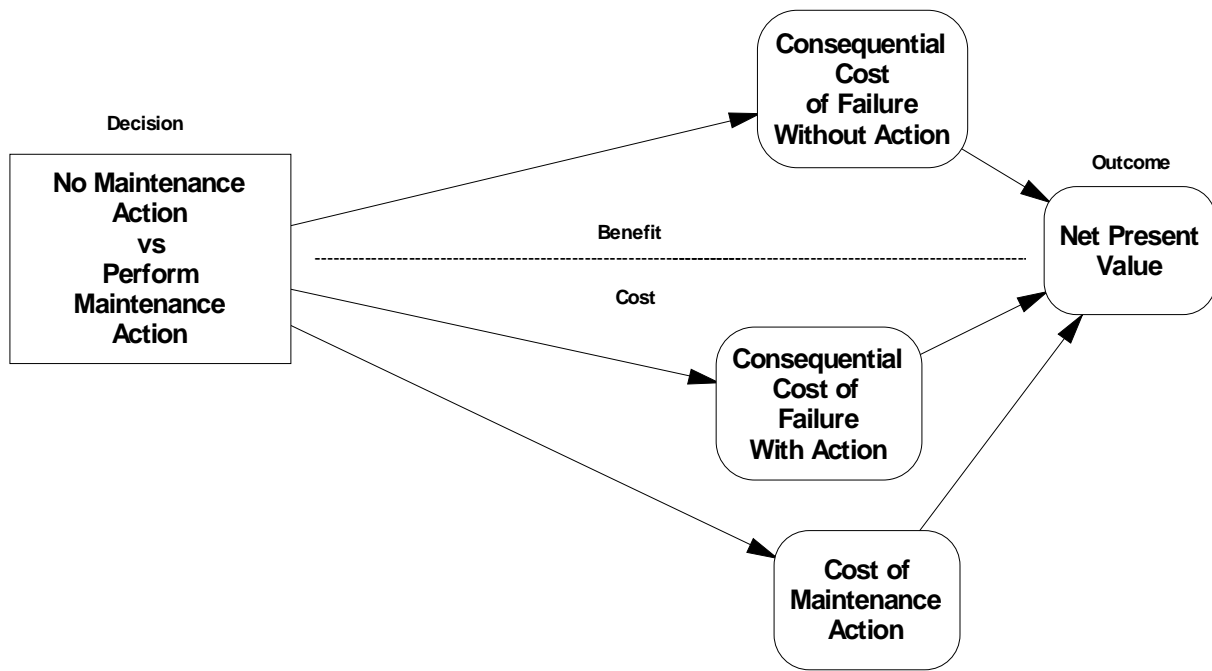 Decision
No Maintenance
Action
vs
Perform
Maintenance
Action
Consequential
Cost
of Failure
Without Action
Benefit
Cost
Consequential
Cost of
Failure
With Action
Cost of
Maintenance
Action
Outcome
Net Present
Value